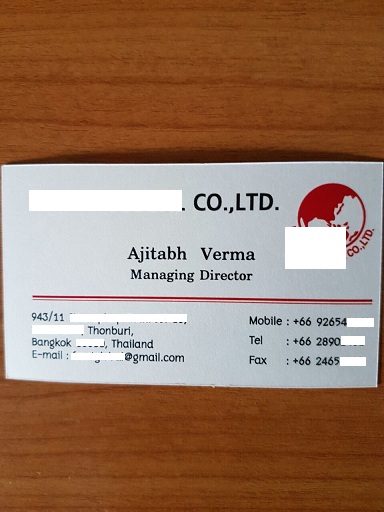 CO.,LTD.
CO.,LTD.
Ajitabh Verma
Managing Director
943/11
Thonburi,
Bangkok , Thailand
E-mail : @gmail.com
Mobile : +66 92654
Tel : +66 2890
Fax : +66 2465